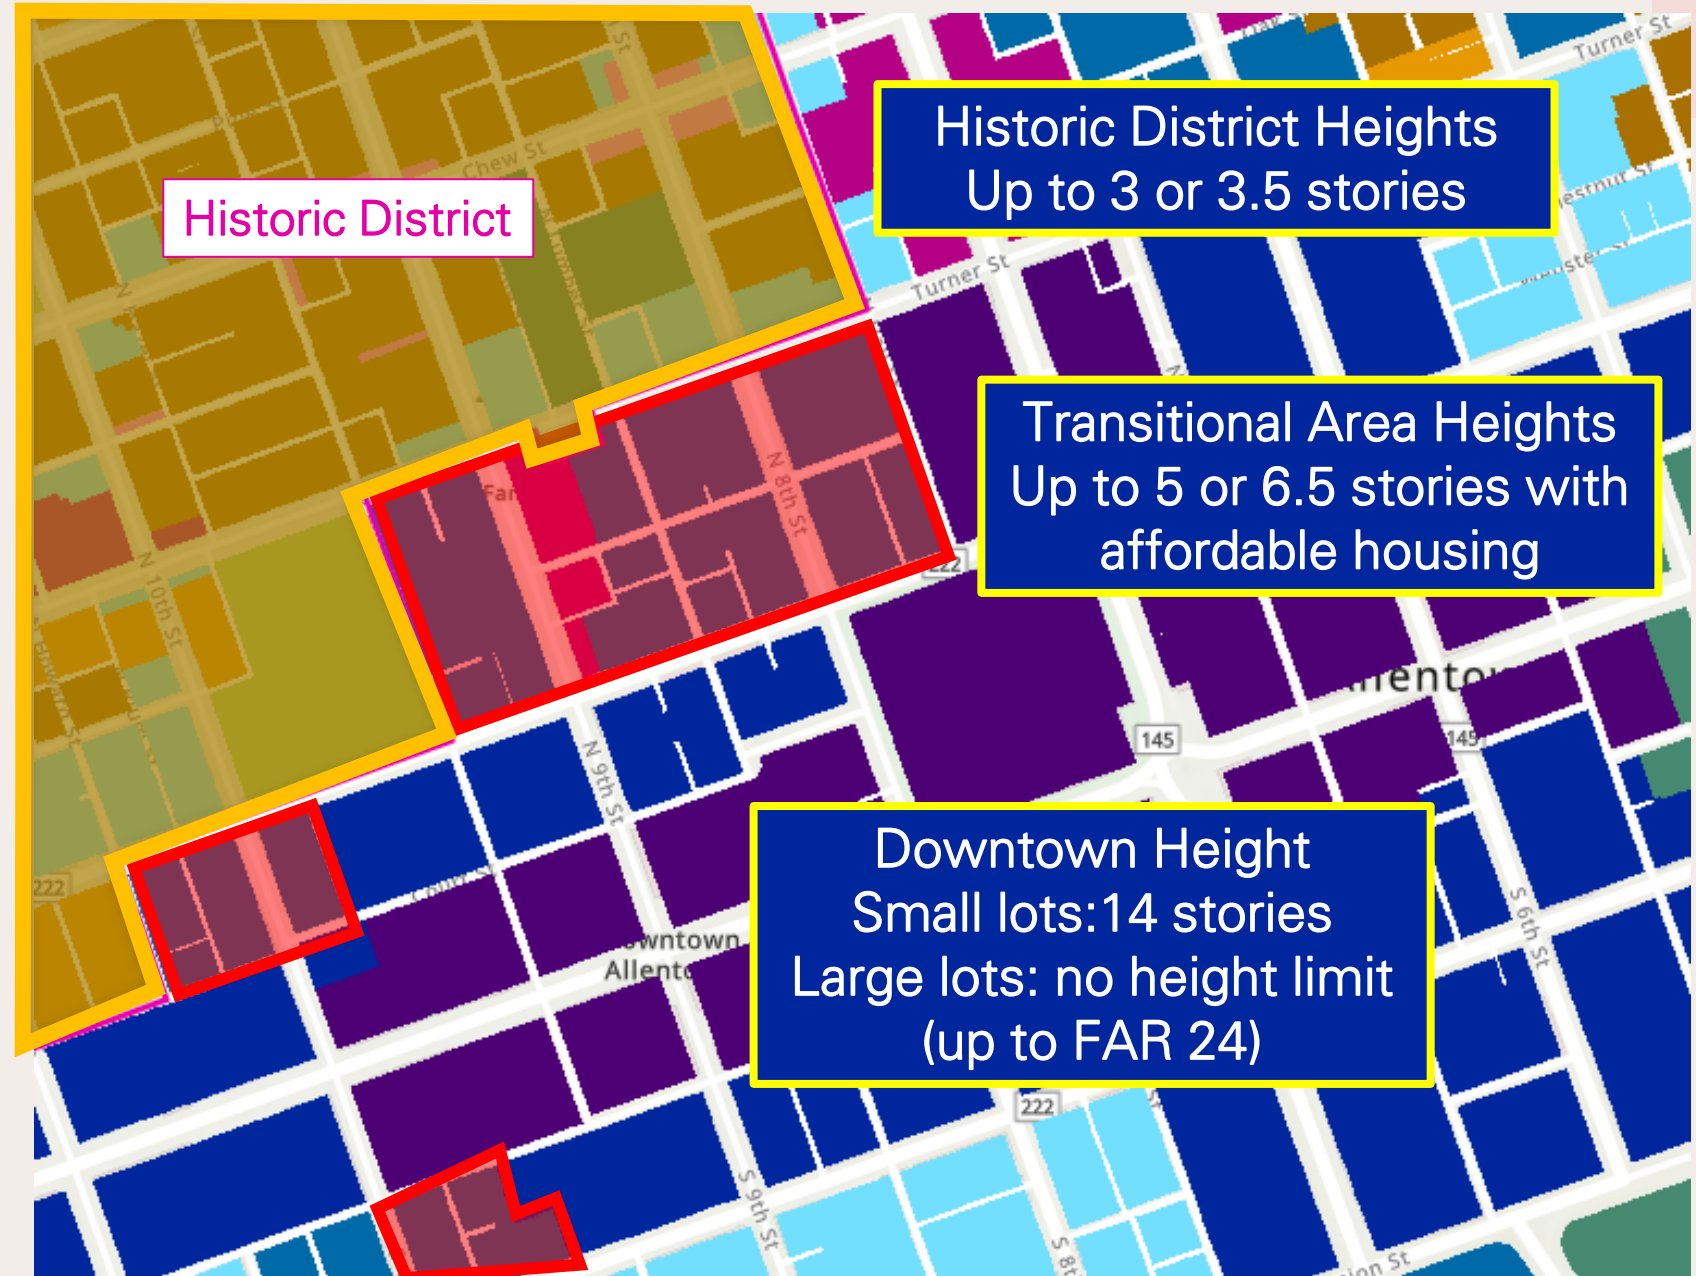 Turner St
Historic District Heights
Up to 3 or 3.5 stories
Chew St
Historic District
Turner St
Transitional Area Heights
Up to 5 or 6.5 stories with
affordable housing
N 8th St
222
N 10th St
145
145
N 9th St
Downtown Height
Small lots:14 stories
Large lots: no height limit
(up to FAR 24)
222
S 6th St
222
S 9th St